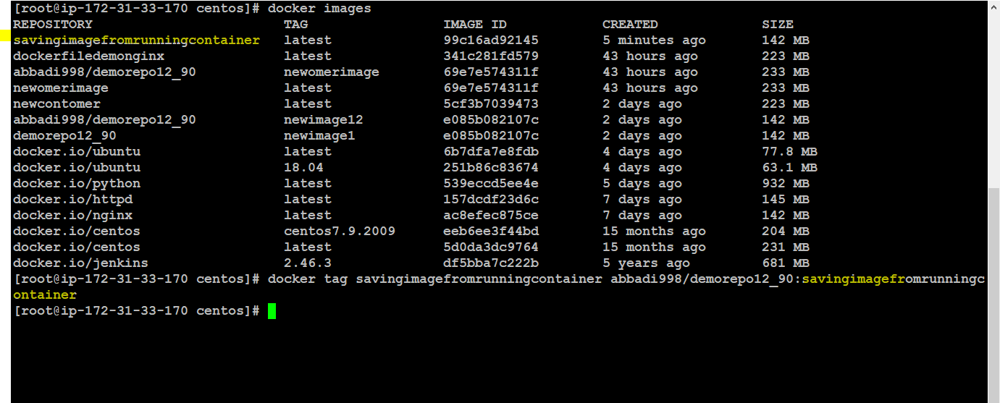 [root@ip-172-31-33-170 centos]# docker images
REPOSITORY TAG IMAGE ID CREATED SIZE
savingimagefromrunningcontainer latest 99c16ad92145 5 minutes ago 142 MB
dockerfiledemonginx latest 341c281fd579 43 hours ago 223 MB
abbadi998/demorepo12_90 newomerimage 69e7e574311f 43 hours ago 233 MB
newomerimage latest 69e7e574311f 43 hours ago 233 MB
newcontomer latest 5cf3b7039473 2 days ago 223 MB
abbadi998/demorepo12_90 newimage12 e085b082107c 2 days ago 142 MB
demorepo12_90 newimage1 e085b082107c 2 days ago 142 MB
docker.io/ubuntu latest 6b7dfa7e8fdb 4 days ago 77.8 MB
docker.io/ubuntu 18.04 251b86c83674 4 days ago 63.1 MB
docker.io/python latest 539eccd5ee4e 5 days ago 932 MB
docker.io/httpd latest 157dcdf23d6c 7 days ago 145 MB
docker.io/nginx latest ac8efec875ce 7 days ago 142 MB
docker.io/centos centos7.9.2009 eeb6ee3f44bd 15 months ago 204 MB
docker.io/centos latest 5d0da3dc9764 15 months ago 231 MB
docker.io/jenkins 2.46.3 df5bba7c222b 5 years ago 681 MB
[root@ip-172-31-33-170 centos]# docker tag savingimagefromrunningcontainer abbadi998/demorepo12_90:savingimagefromrunningc
ontainer
[root@ip-172-31-33-170 centos]#